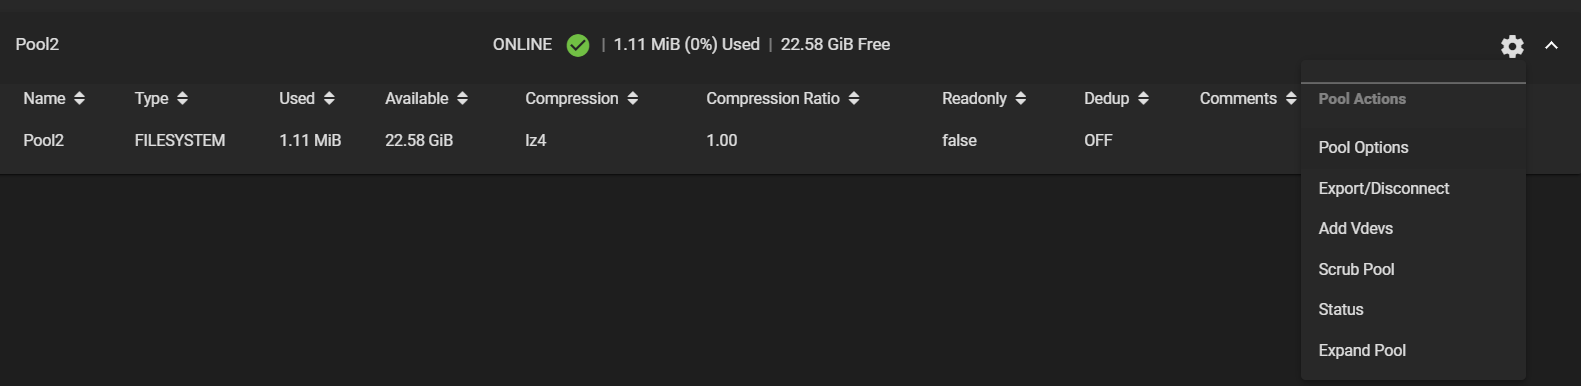 Pool2 ONLINE | 1.11 MiB (0%) Used | 22.58 GiB Free
Name Type Used Available Compression Compression Ratio Readonly Dedup Comments
Pool2 FILESYSTEM 1.11 MiB 22.58 GiB lz4 1.00 false OFF
Pool Actions
Pool Options
Export/Disconnect
Add Vdevs
Scrub Pool
Status
Expand Pool